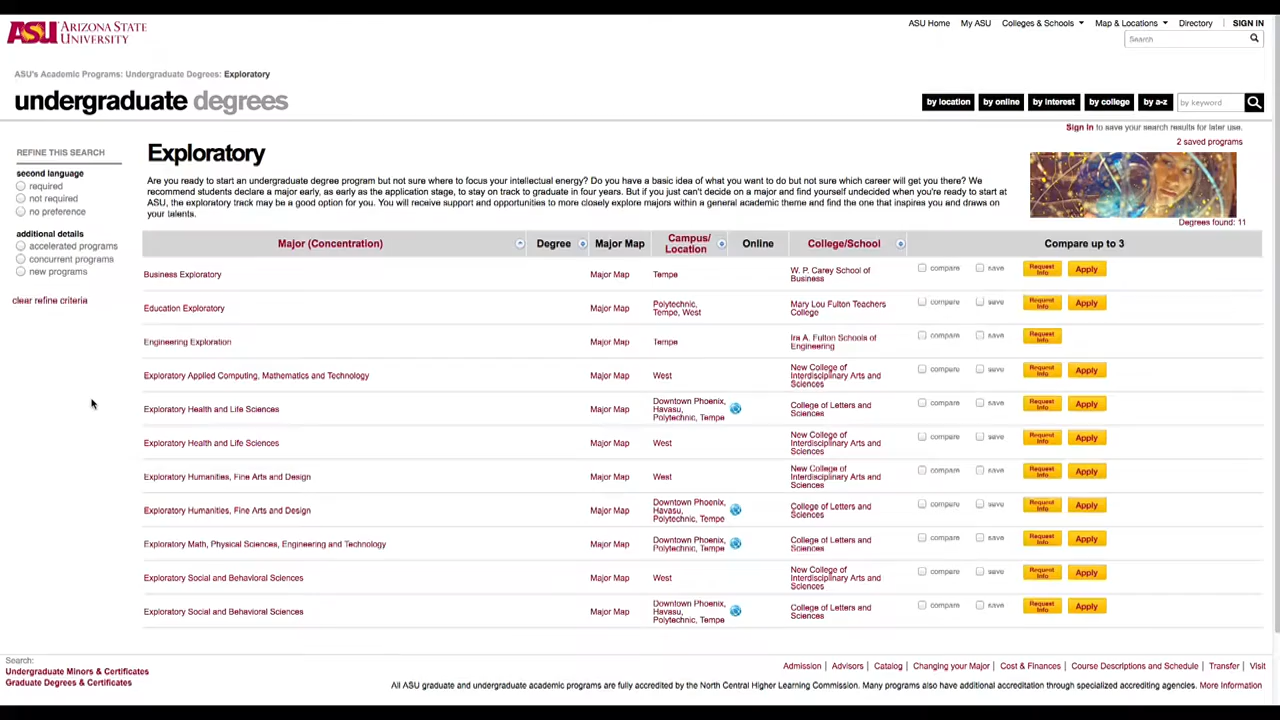 ASU ARIZONA STATE UNIVERSITY
ASU Home My ASU Colleges & Schools Map & Locations Directory SIGN IN
Search
ASU's Academic Programs: Undergraduate Degrees: Exploratory
undergraduate degrees
by location by online by interest by college by a-z by keyword
Sign In to save your search results for later use.
2 saved programs
REFINE THIS SEARCH
second language
required
not required
no preference
additional details
accelerated programs
concurrent programs
new programs
clear refine criteria
Exploratory
Are you ready to start an undergraduate degree program but not sure where to focus your intellectual energy? Do you have a basic idea of what you want to do but not sure which career will get you there? We
recommend students declare a major early, as early as the application stage, to stay on track to graduate in four years. But if you just can't decide on a major and find yourself undecided when you're ready to start at
ASU, the exploratory track may be a good option for you. You will receive support and opportunities to more closely explore majors within a general academic theme and find the one that inspires you and draws on
your talents.
Degrees found: 11
Major (Concentration) Degree Major Map Campus/ Location Online College/School Compare up to 3
Business Exploratory Major Map Tempe W. P. Carey School of Business compare save Request Info Apply
Education Exploratory Major Map Polytechnic, Tempe, West Mary Lou Fulton Teachers College compare save Request Info Apply
Engineering Exploration Major Map Tempe Ira A. Fulton Schools of Engineering compare save Request Info
Exploratory Applied Computing, Mathematics and Technology Major Map West New College of Interdisciplinary Arts and Sciences compare save Request Info Apply
Exploratory Health and Life Sciences Major Map Downtown Phoenix, Havasu, Polytechnic, Tempe College of Letters and Sciences compare save Request Info Apply
Exploratory Health and Life Sciences Major Map West New College of Interdisciplinary Arts and Sciences compare save Request Info Apply
Exploratory Humanities, Fine Arts and Design Major Map West New College of Interdisciplinary Arts and Sciences compare save Request Info Apply
Exploratory Humanities, Fine Arts and Design Major Map Downtown Phoenix, Havasu, Polytechnic, Tempe College of Letters and Sciences compare save Request Info Apply
Exploratory Math, Physical Sciences, Engineering and Technology Major Map Downtown Phoenix, Polytechnic, Tempe College of Letters and Sciences compare save Request Info Apply
Exploratory Social and Behavioral Sciences Major Map West New College of Interdisciplinary Arts and Sciences compare save Request Info Apply
Exploratory Social and Behavioral Sciences Major Map Downtown Phoenix, Havasu, Polytechnic, Tempe College of Letters and Sciences compare save Request Info Apply
Search:
Undergraduate Minors & Certificates
Graduate Degrees & Certificates
Admission | Advisors | Catalog | Changing your Major | Cost & Finances | Course Descriptions and Schedule | Transfer | Visit
All ASU graduate and undergraduate academic programs are fully accredited by the North Central Higher Learning Commission. Many programs also have additional accreditation through specialized accrediting agencies. More Information